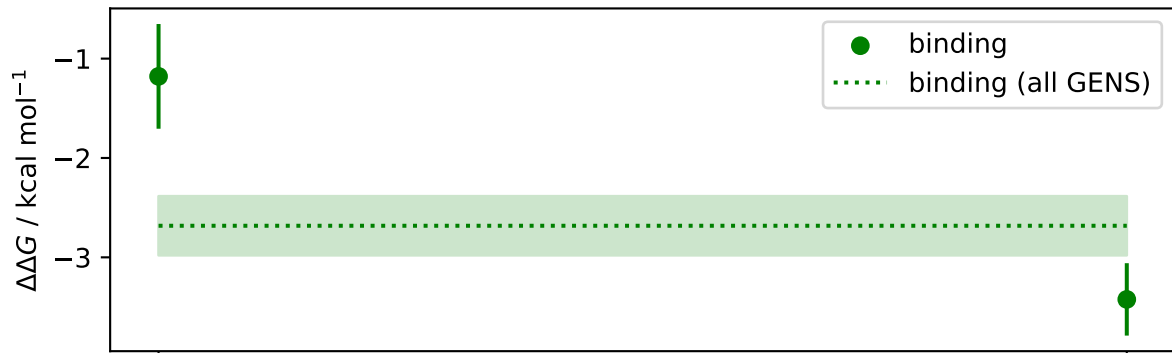 −1
−2
−3
ΔΔG / kcal mol⁻¹
binding
binding (all GENS)